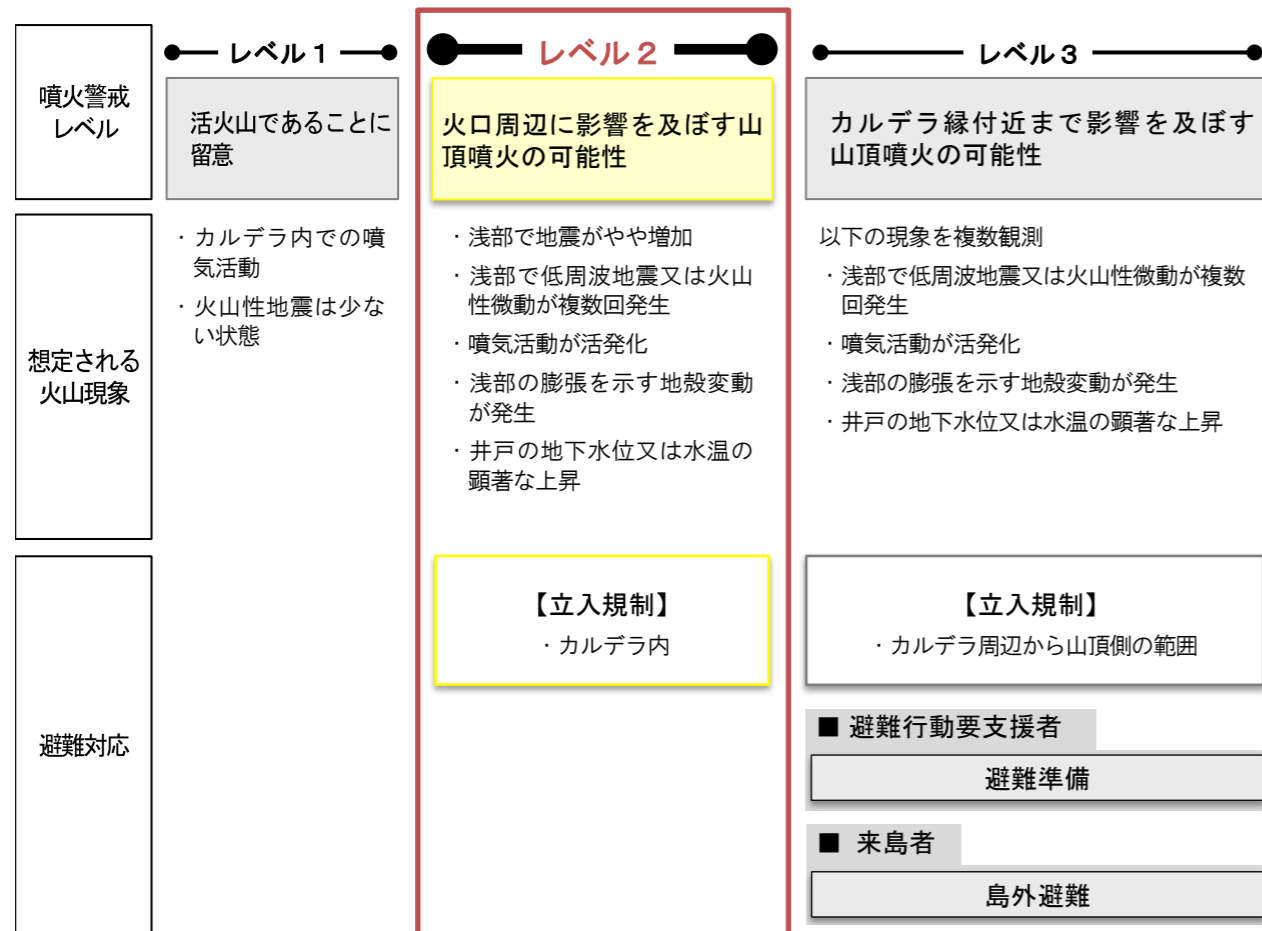 噴火警戒
レベル
レベル1
活火山であることに
留意
レベル2
火口周辺に影響を及ぼす山
頂噴火の可能性
レベル3
カルデラ縁付近まで影響を及ぼす
山頂噴火の可能性
想定される
火山現象
・カルデラ内での噴
気活動
・火山性地震は少な
い状態
・浅部で地震がやや増加
・浅部で低周波地震又は火山
性微動が複数回発生
・噴気活動が活発化
・浅部の膨張を示す地殻変動
が発生
・井戸の地下水位又は水温の
顕著な上昇
以下の現象を複数観測
・浅部で低周波地震又は火山性微動が複数
回発生
・噴気活動が活発化
・浅部の膨張を示す地殻変動が発生
・井戸の地下水位又は水温の顕著な上昇
避難対応
【立入規制】
・カルデラ内
【立入規制】
・カルデラ周辺から山頂側の範囲
■ 避難行動要支援者
避難準備
■ 来島者
島外避難